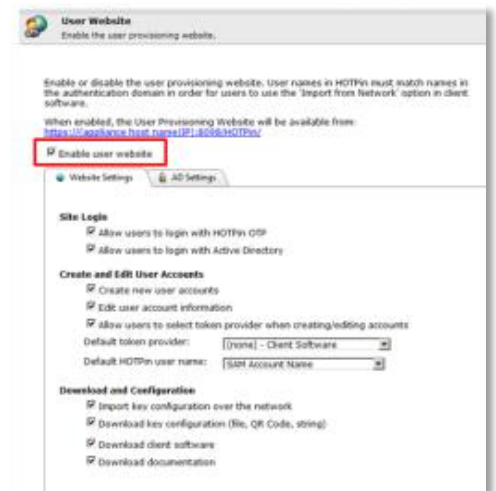 User Website
Enable the user provisioning website.
Enable or disable the user provisioning website. User names in HOTPin must match names in
the authentication domain in order for users to use the 'Import from Network' option in client
software.
When enabled, the User Provisioning Website will be available from:
https://[appliance host name|IP]:8098/HOTPin/
Enable user website
Website Settings
AD Settings
Site Login
Allow users to login with HOTPin OTP
Allow users to login with Active Directory
Create and Edit User Accounts
Create new user accounts
Edit user account information
Allow users to select token provider when creating/editing accounts
Default token provider: [none] - Client Software
Default HOTPin user name: SAM Account Name
Download and Configuration
Import key configuration over the network
Download key configuration (file, QR Code, string)
Download client software
Download documentation